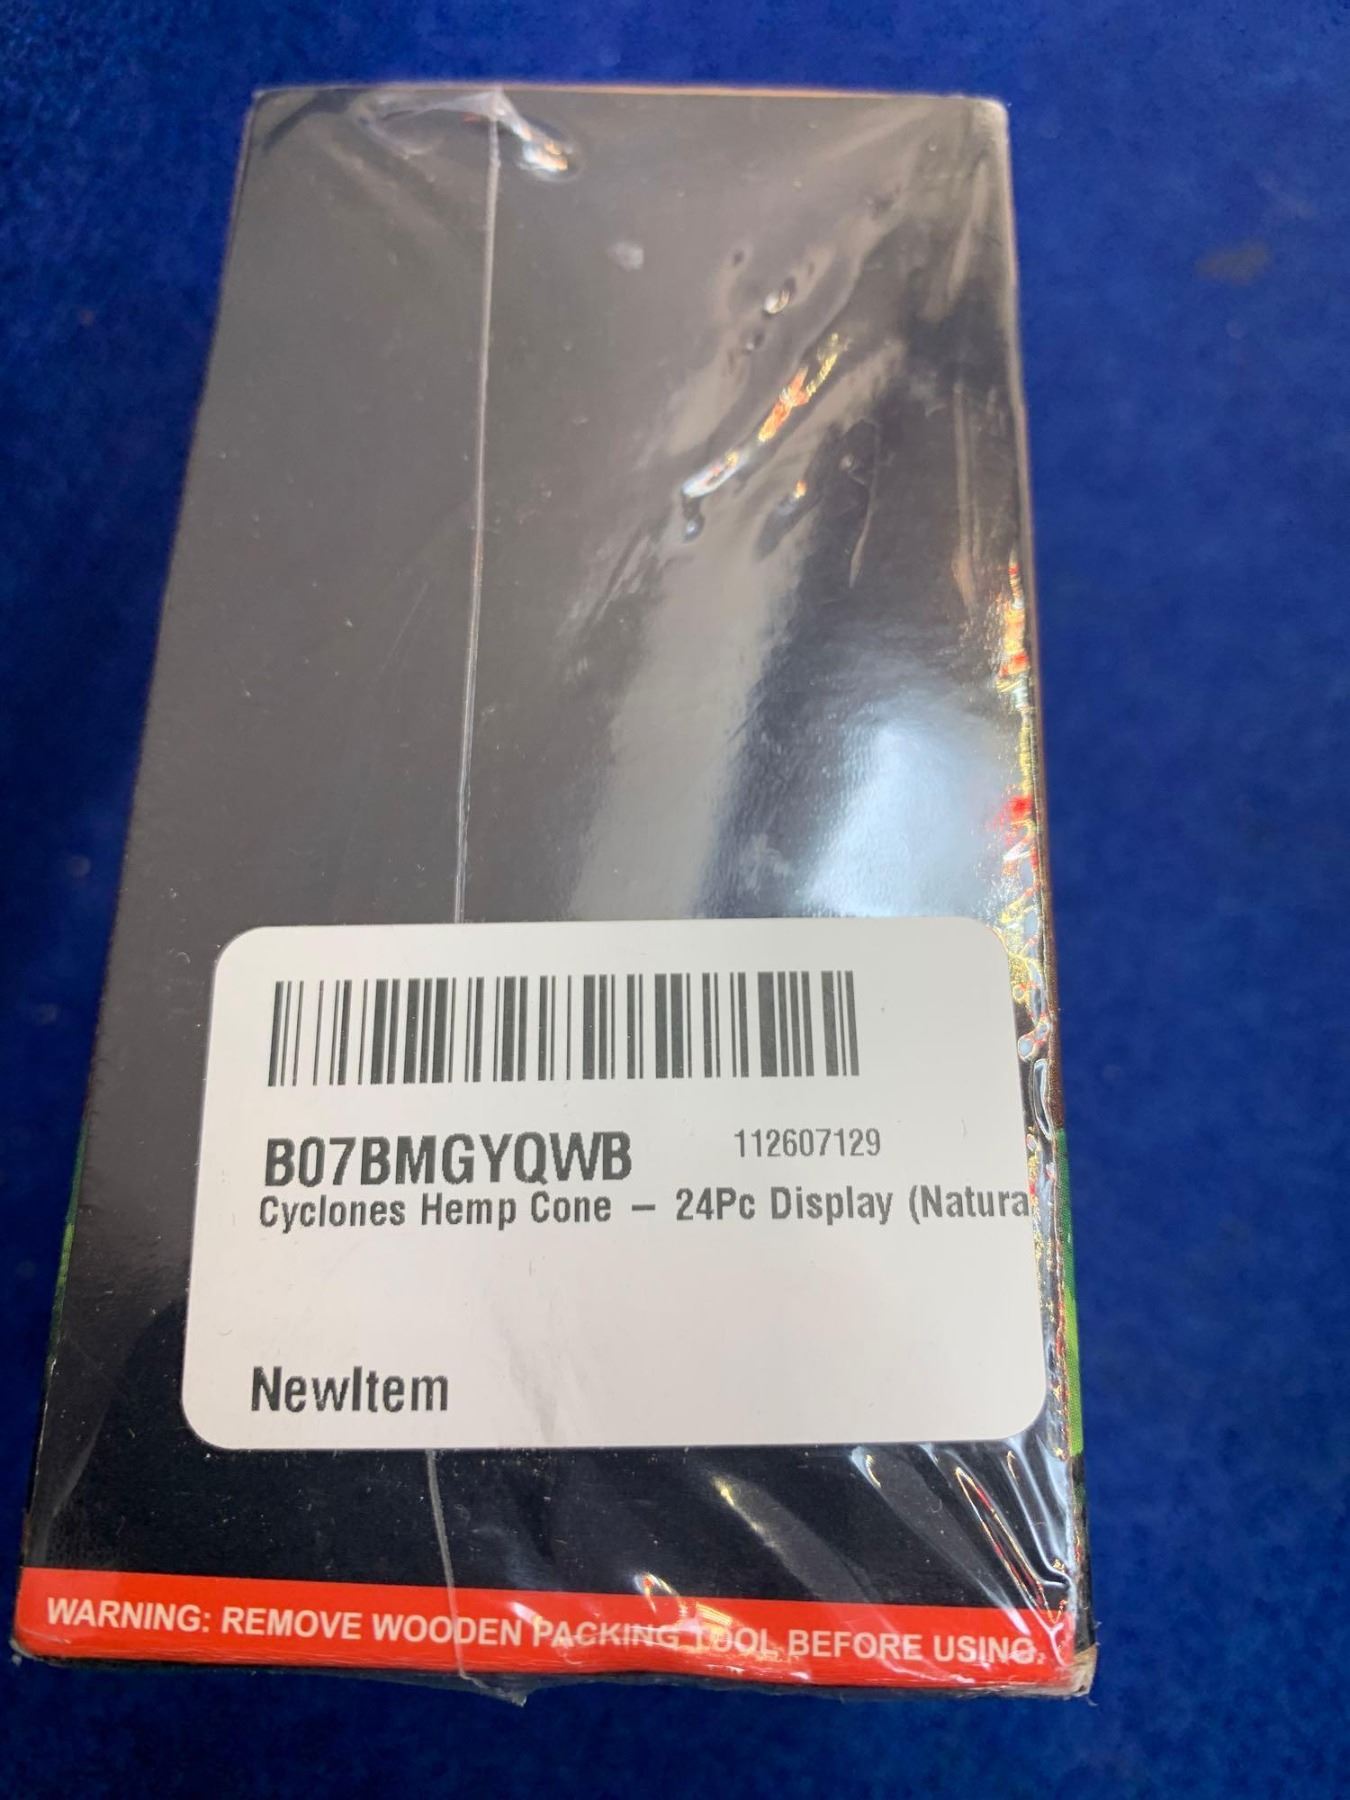 B07BMGYQWB
112607129
Cyclones Hemp Cone – 24Pc Display (Natura
NewItem
WARNING: REMOVE WOODEN PACKING TOOL BEFORE USING.